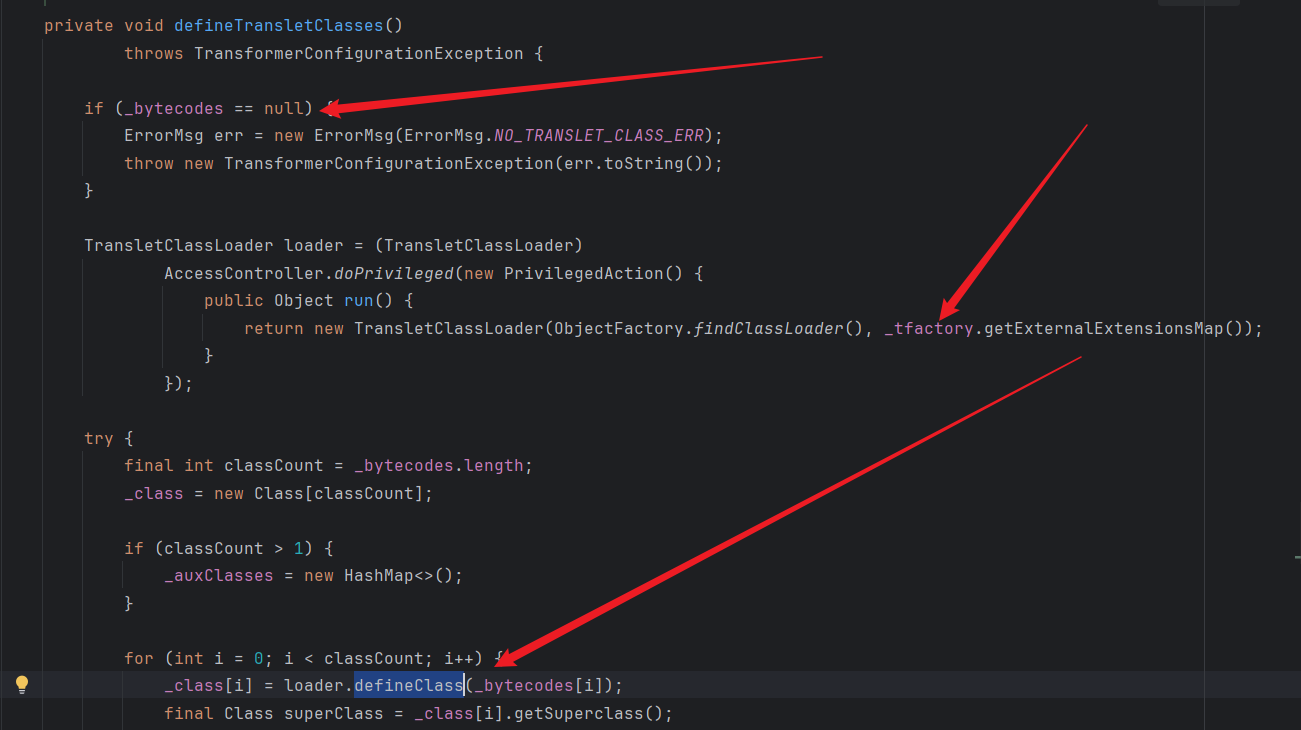 private void defineTransletClasses()
throws TransformerConfigurationException {
if (_bytecodes == null) {
ErrorMsg err = new ErrorMsg(ErrorMsg.NO_TRANSLET_CLASS_ERR);
throw new TransformerConfigurationException(err.toString());
}
TransletClassLoader loader = (TransletClassLoader)
AccessController.doPrivileged(new PrivilegedAction() {
public Object run() {
return new TransletClassLoader(ObjectFactory.findClassLoader(), _tfactory.getExternalExtensionsMap());
}
});
try {
final int classCount = _bytecodes.length;
_class = new Class[classCount];
if (classCount > 1) {
_auxClasses = new HashMap<>();
}
for (int i = 0; i < classCount; i++) {
_class[i] = loader.defineClass(_bytecodes[i]);
final Class superClass = _class[i].getSuperclass();